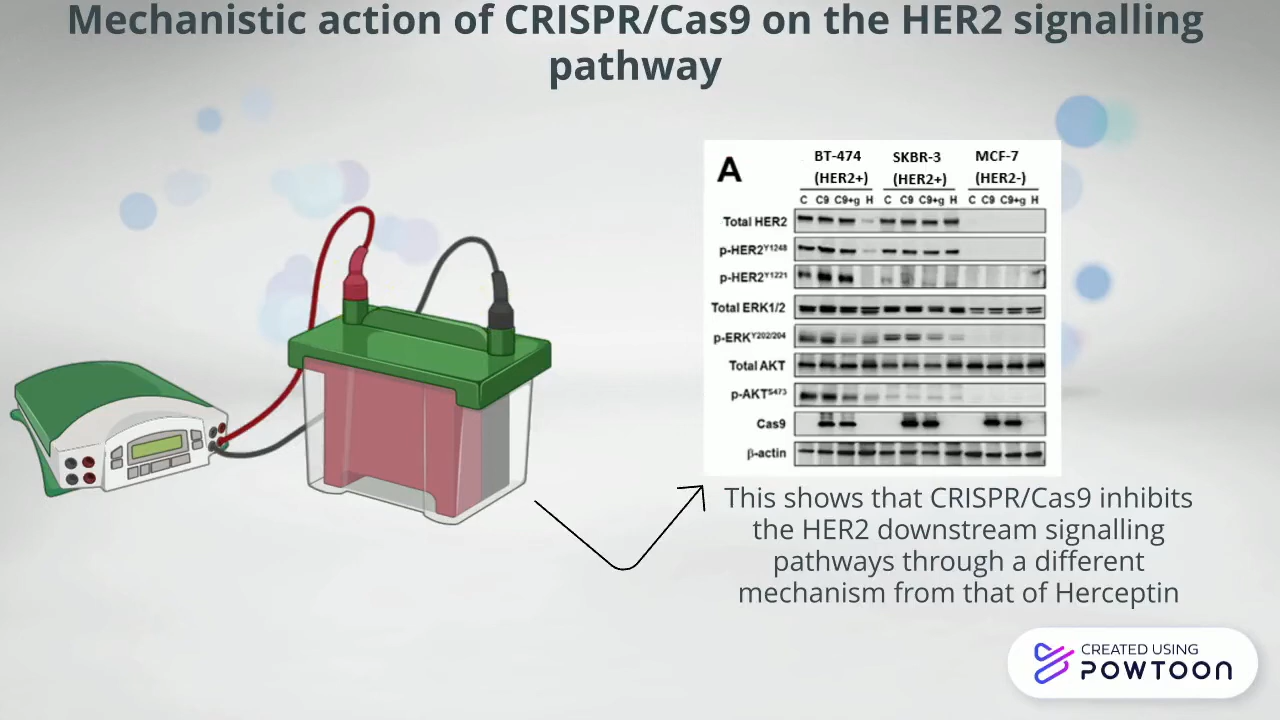 Mechanistic action of CRISPR/Cas9 on the HER2 signalling
pathway
A
BT-474 SKBR-3 MCF-7
(HER2+) (HER2+) (HER2-)
C C9 C9+g H C C9 C9+g H C C9 C9+g H
Total HER2
p-HER2Y1248
p-HER2Y1221
Total ERK1/2
p-ERKY202/204
Total AKT
p-AKTS473
Cas9
β-actin
This shows that CRISPR/Cas9 inhibits
the HER2 downstream signalling
pathways through a different
mechanism from that of Herceptin
CREATED USING
POWTOON